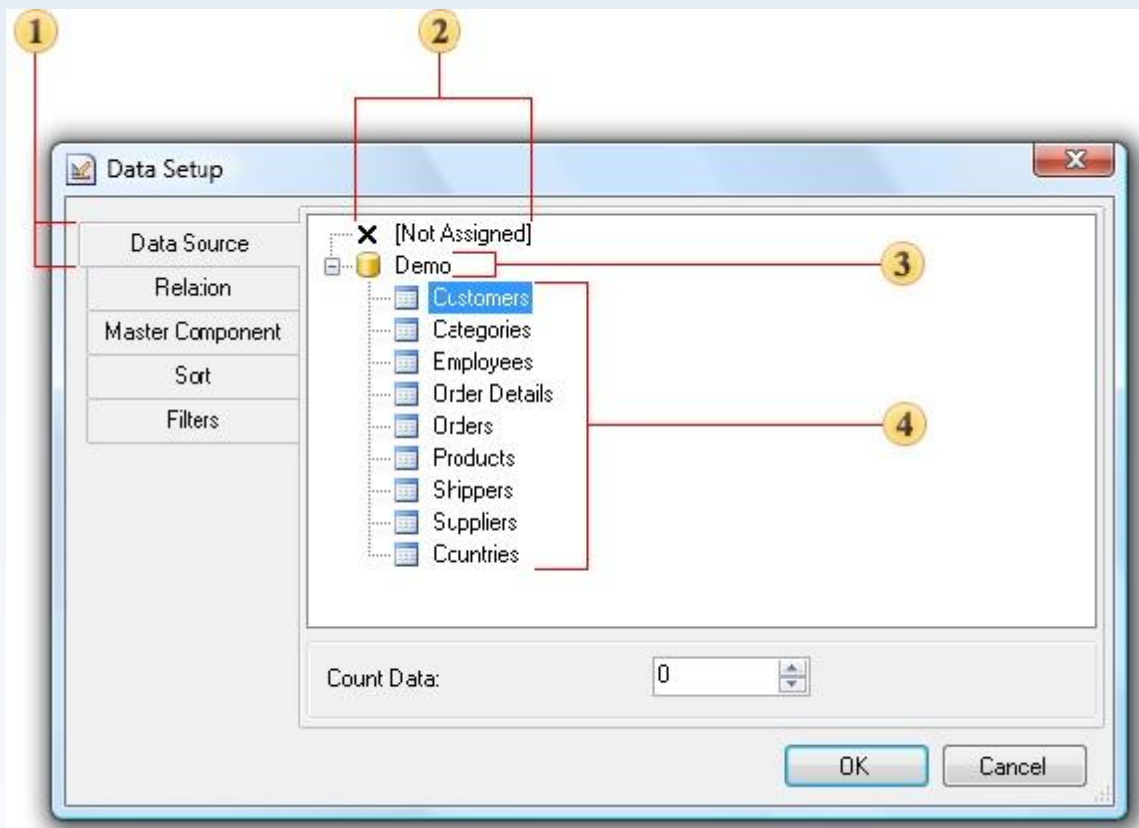 1
2
Data Setup
Data Source
Relation
Master Component
Sort
Filters
[Not Assigned]
Demo
3
Customers
Categories
Employees
Order Details
Orders
4
Products
Shippers
Suppliers
Countries
Count Data: 0
OK Cancel